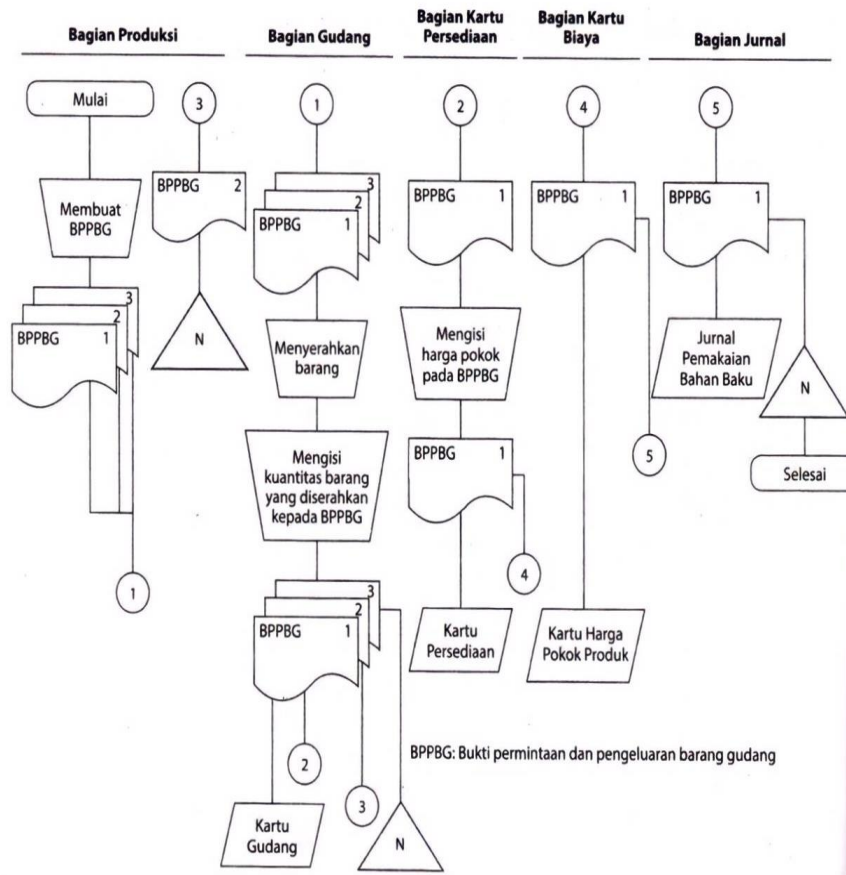 Bagian Produksi
Bagian Gudang
Bagian Kartu
Persediaan
Bagian Kartu
Biaya
Bagian Jurnal
Mulai
3
Membuat
BPPBG
BPPBG 2
N
3
2
BPPBG 1
1
1
3
2
BPPBG 1
Menyerahkan
barang
Mengisi
kuantitas barang
yang diserahkan
kepada BPPBG
3
2
BPPBG 1
2
3
Kartu
Gudang
N
2
BPPBG 1
Mengisi
harga pokok
pada BPPBG
BPPBG 1
4
Kartu
Persediaan
4
BPPBG 1
5
Kartu Harga
Pokok Produk
5
BPPBG 1
Jurnal
Pemakaian
Bahan Baku
N
Selesai
BPPBG: Bukti permintaan dan pengeluaran barang gudang